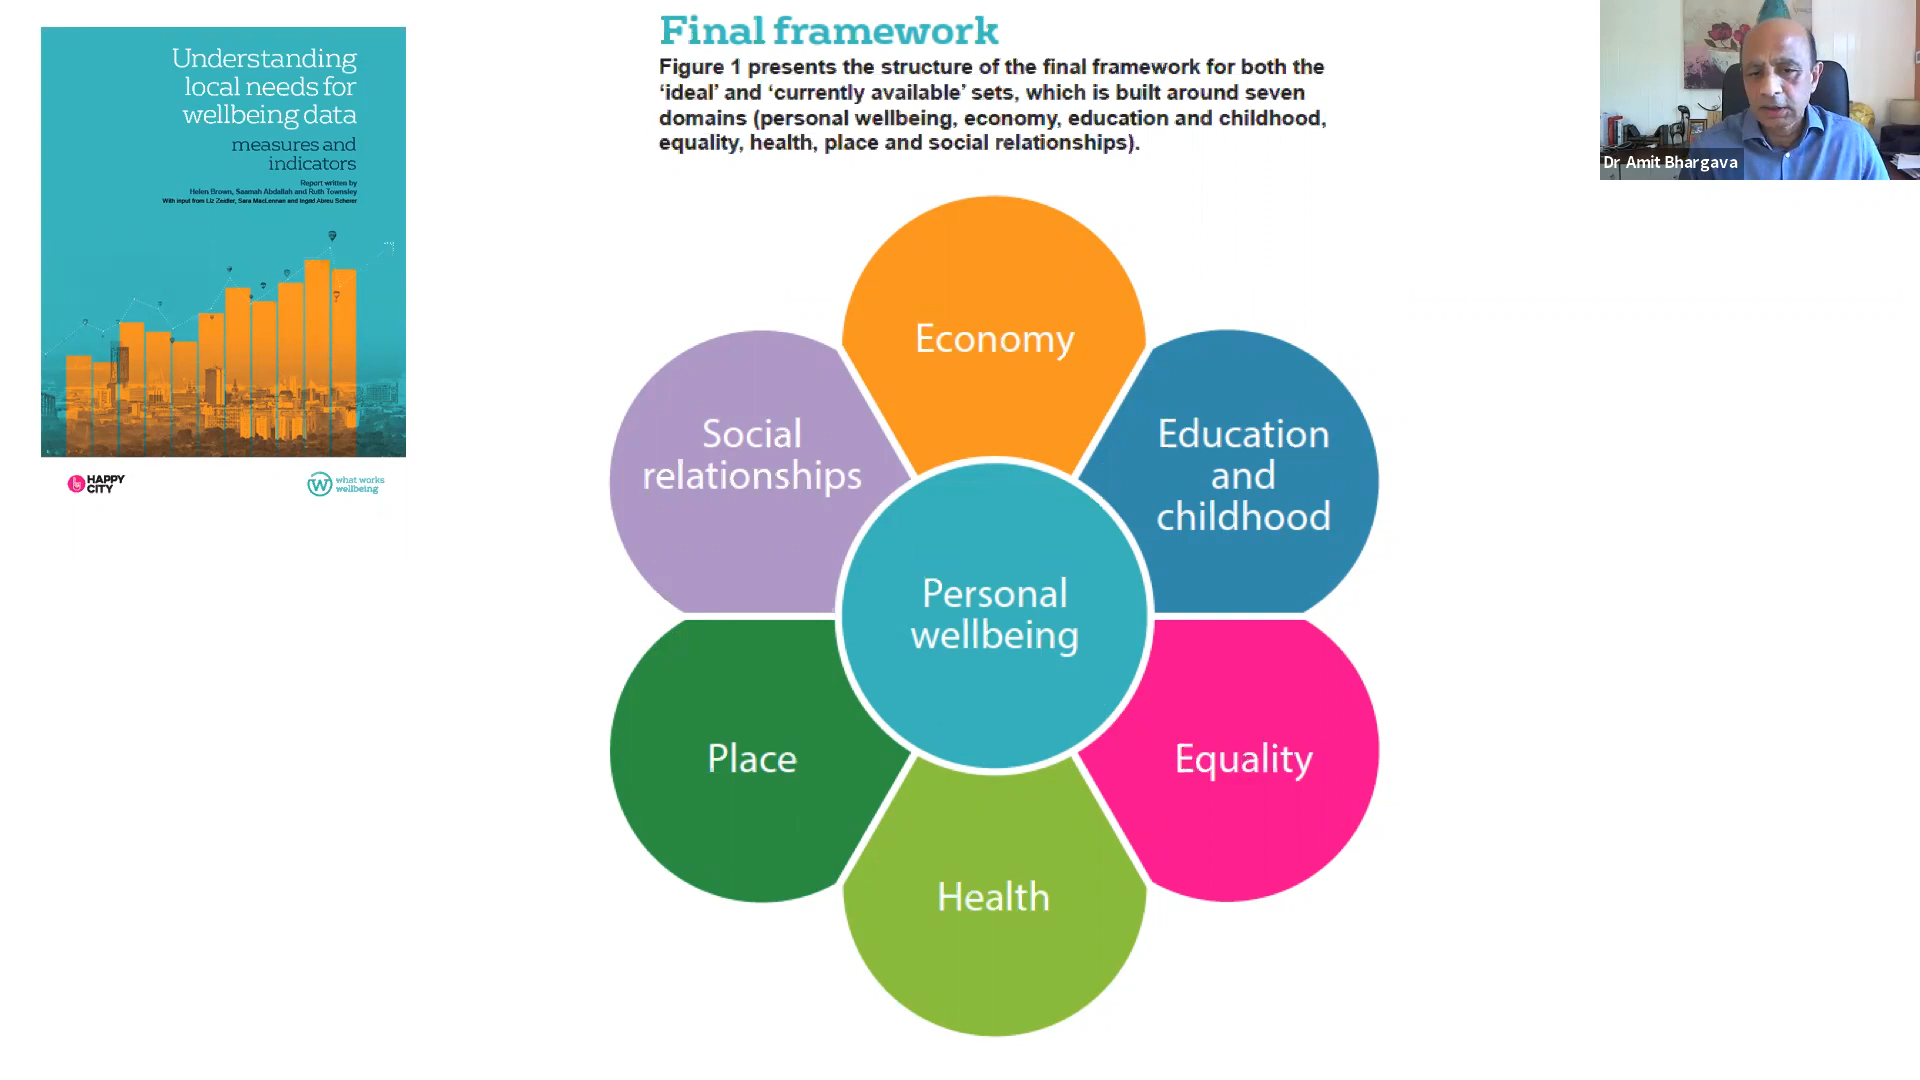 Understanding
local needs for
wellbeing data
measures and
indicators
Report written by
Helen Brown, Saamah Abdallah and Ruth Townsley
With input from Liz Zeidler, Sara MacLennan and Ingrid Abreu Scherer
HAPPY
CITY
what works
wellbeing
Final framework
Figure 1 presents the structure of the final framework for both the
‘ideal’ and ‘currently available’ sets, which is built around seven
domains (personal wellbeing, economy, education and childhood,
equality, health, place and social relationships).
Economy
Education
and
childhood
Equality
Health
Place
Social
relationships
Personal
wellbeing
Dr Amit Bhargava